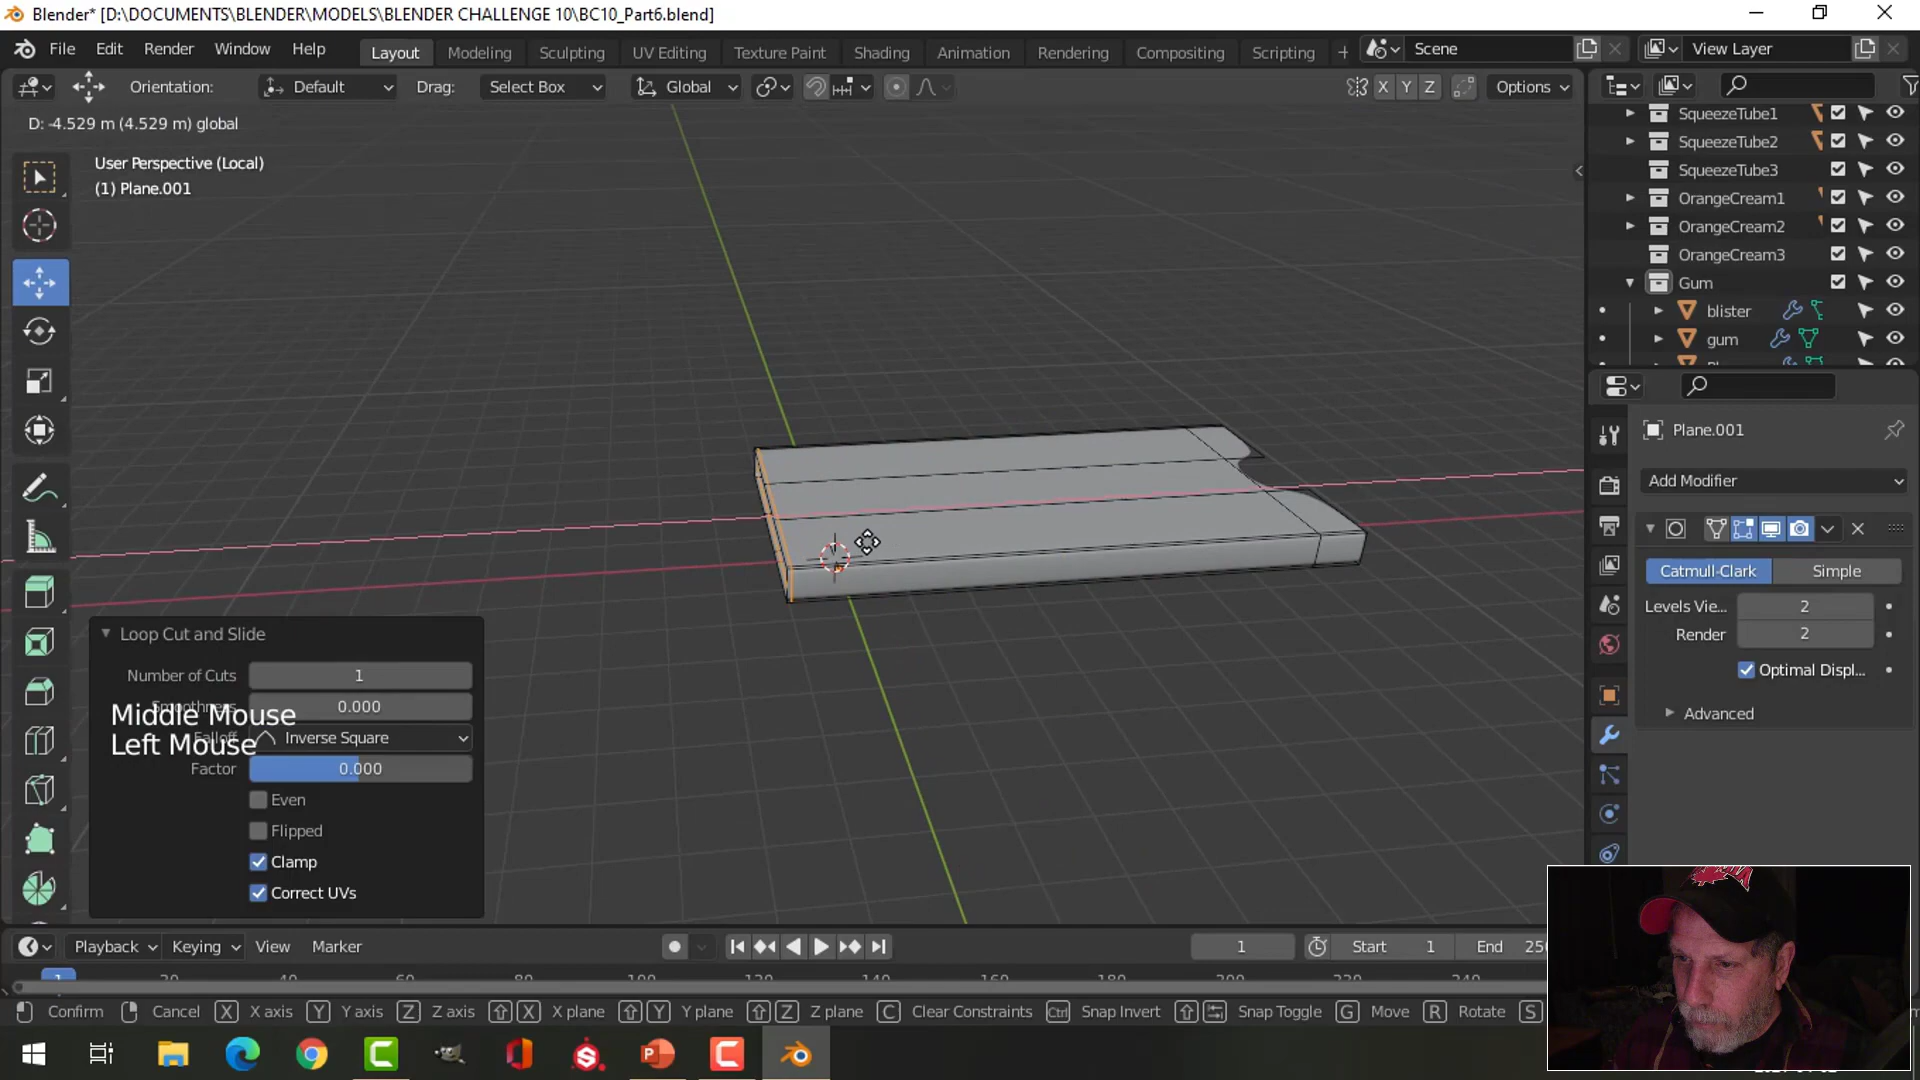 Blender* [D:\DOCUMENTS\BLENDER\MODELS\BLENDER CHALLENGE 10\BC10_Part6.blend]
File Edit Render Window Help Layout Modeling Sculpting UV Editing Texture Paint Shading Animation Rendering Compositing Scripting + Scene View Layer
Orientation: Default Drag: Select Box Global X Y Z Options
D: -4.529 m (4.529 m) global
User Perspective (Local)
(1) Plane.001
SqueezeTube1
SqueezeTube2
SqueezeTube3
OrangeCream1
OrangeCream2
OrangeCream3
Gum
blister
gum
Plane.001
Add Modifier
Catmull-Clark Simple
Levels Vie... 2
Render 2
Optimal Displ...
Advanced
Loop Cut and Slide
Number of Cuts 1
Smoothness 0.000
Middle Mouse
Falloff Inverse Square
Left Mouse
Factor 0.000
Even
Flipped
Clamp
Correct UVs
Playback Keying View Marker 1 Start 1 End
Confirm Cancel X X axis Y Y axis Z Z axis X X plane Y Y plane Z Z plane C Clear Constraints Ctrl Snap Invert Snap Toggle G Move R Rotate S